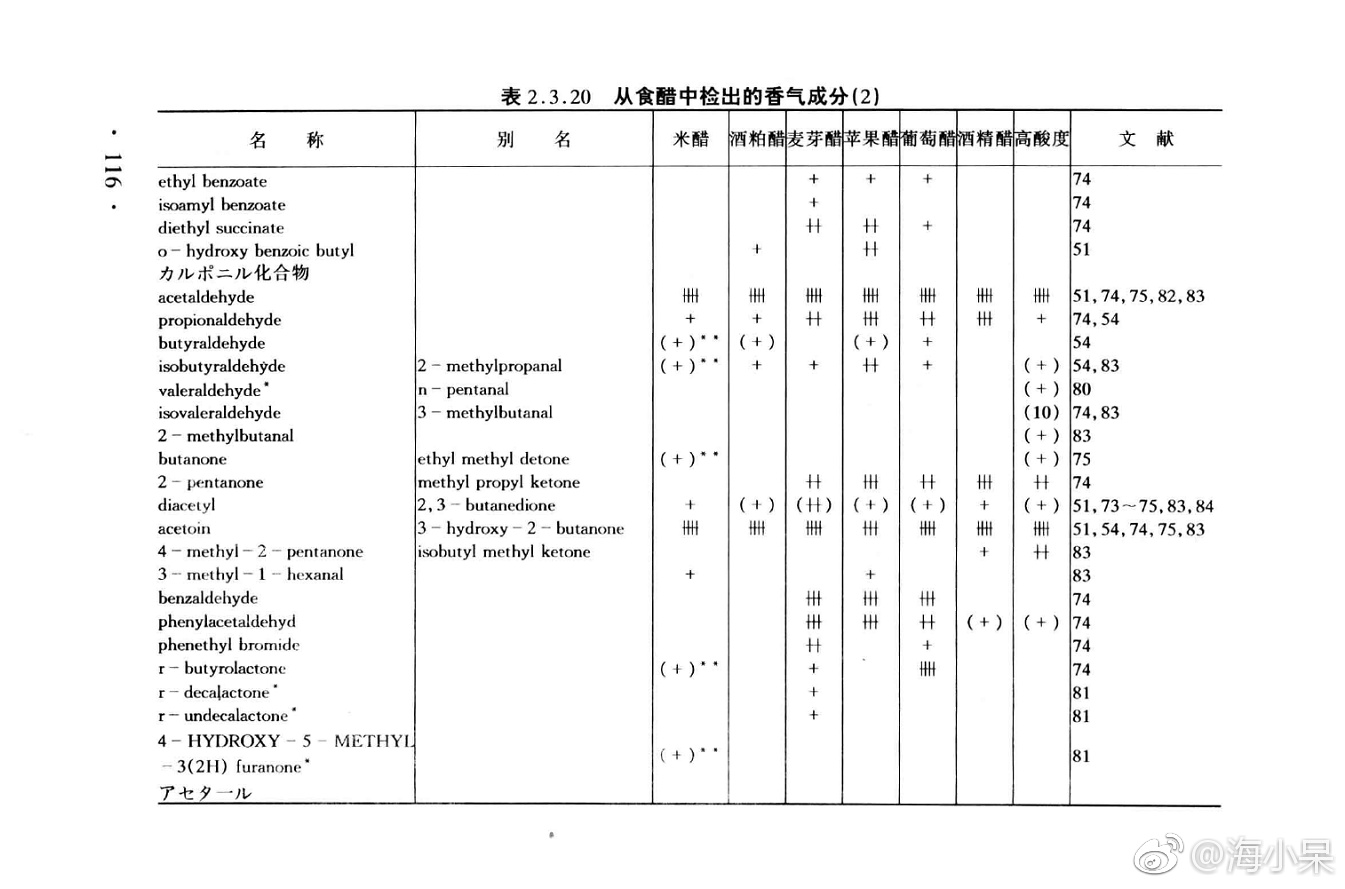 表2.3.20 从食醋中检出的香气成分(2)
· 116 ·
名 称 别 名 米醋 酒粕醋 麦芽醋 苹果醋 葡萄醋 酒精醋 高酸度 文 献
ethyl benzoate + + + 74
isoamyl benzoate + 74
diethyl succinate ++ ++ + 74
o-hydroxy benzoic butyl + ++ 51
カルポニル化合物
acetaldehyde ++++ ++++ ++++ ++++ ++++ ++++ ++++ 51,74,75,82,83
propionaldehyde + + ++ +++ ++ +++ + 74,54
butyraldehyde (+)** (+) (+) + 54
isobutyraldehyde 2-methylpropanal (+)** + + ++ + (+) 54,83
valeraldehyde* n-pentanal (+) 80
isovaleraldehyde 3-methylbutanal (10) 74,83
2-methylbutanal (+) 83
butanone ethyl methyl detone (+)** (+) 75
2-pentanone methyl propyl ketone ++ +++ ++ +++ ++ 74
diacetyl 2,3-butanedione + (+) (++) (+) (+) + (+) 51,73~75,83,84
acetoin 3-hydroxy-2-butanone ++++ ++++ ++++ +++ ++++ ++++ ++++ 51,54,74,75,83
4-methyl-2-pentanone isobutyl methyl ketone + ++ 83
3-methyl-1-hexanal + + 83
benzaldehyde +++ +++ +++ 74
phenylacetaldehyd +++ +++ ++ (+) (+) 74
phenethyl bromide ++ + 74
r-butyrolactone (+)** + ++++ 74
r-decalactone* + 81
r-undecalactone* + 81
4-HYDROXY-5-METHYL
-3(2H) furanone* (+)** 81
アセタール
@海小呆